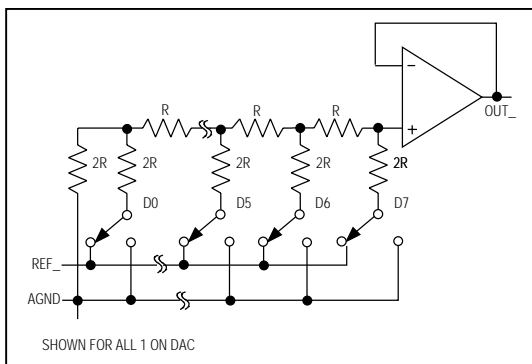 R R R
− + OUT_
2R 2R 2R 2R 2R
D0 D5 D6 D7
REF_
AGND
SHOWN FOR ALL 1 ON DAC